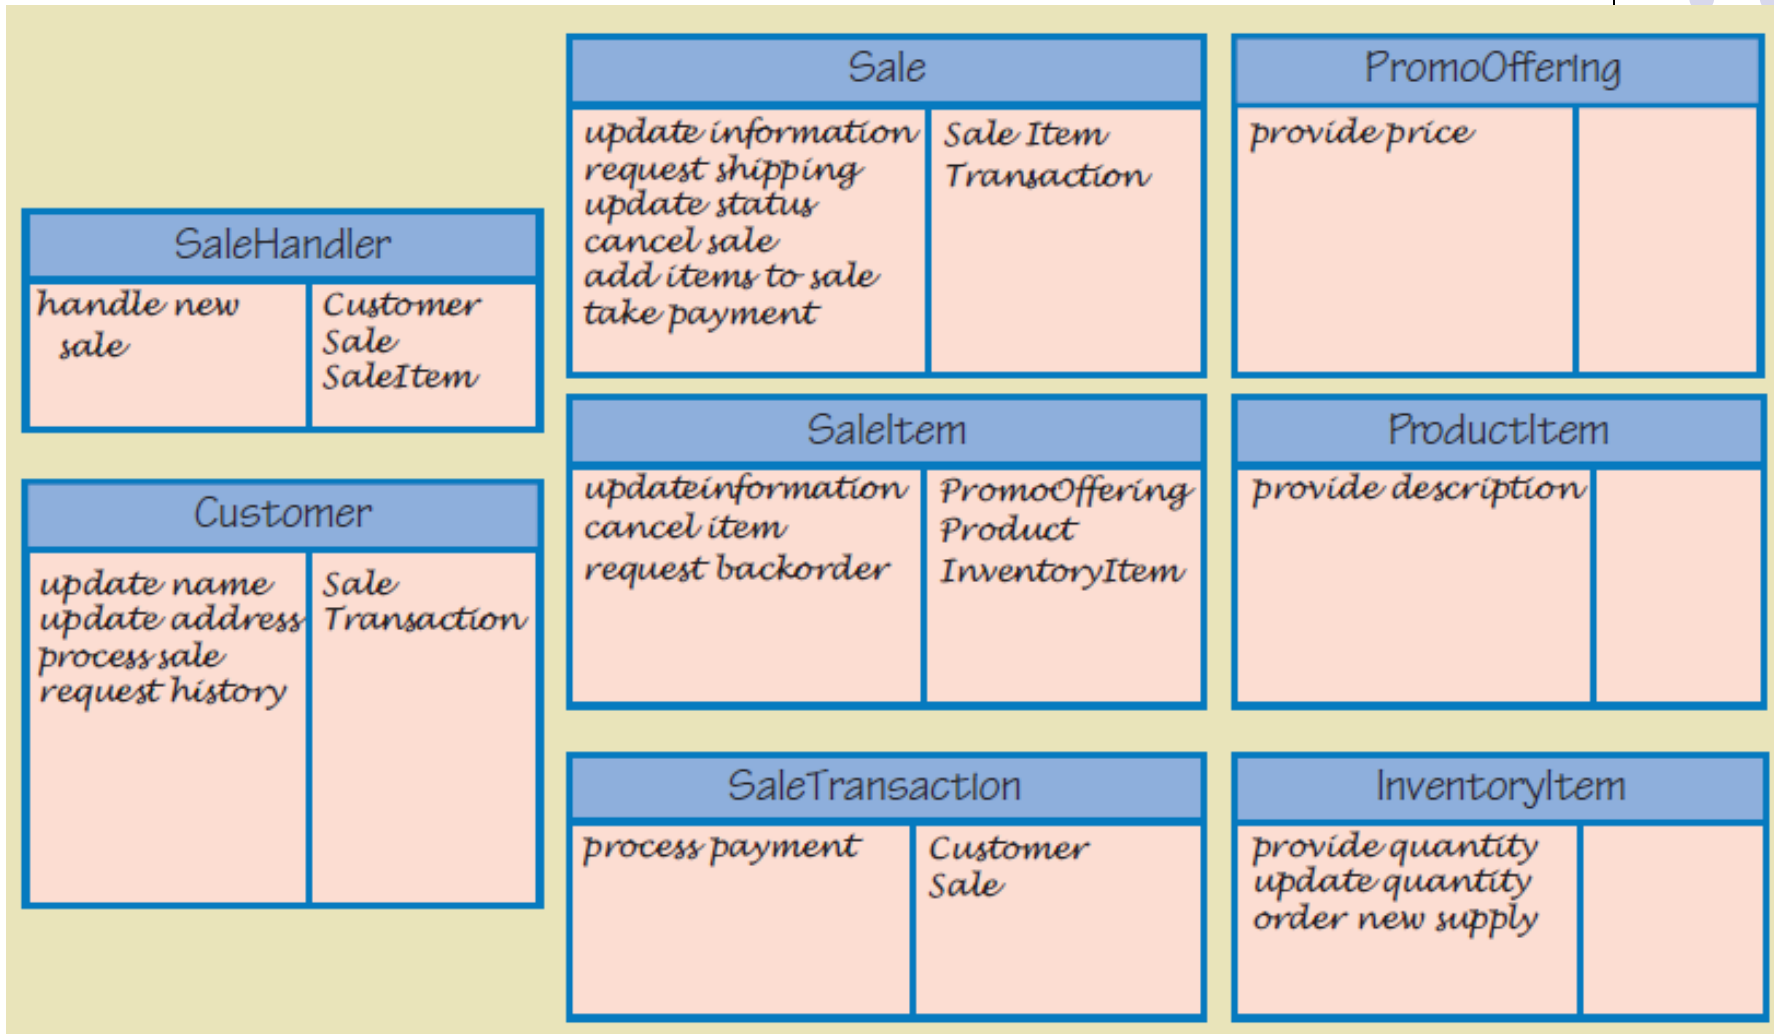 SaleHandler
handle new
sale
Customer
Sale
SaleItem
Customer
update name
update address
process sale
request history
Sale
Transaction
Sale
update information
request shipping
update status
cancel sale
add items to sale
take payment
Sale Item
Transaction
SaleItem
updateinformation
cancel item
request backorder
PromoOffering
Product
InventoryItem
SaleTransaction
process payment
Customer
Sale
PromoOffering
provide price
ProductItem
provide description
InventoryItem
provide quantity
update quantity
order new supply